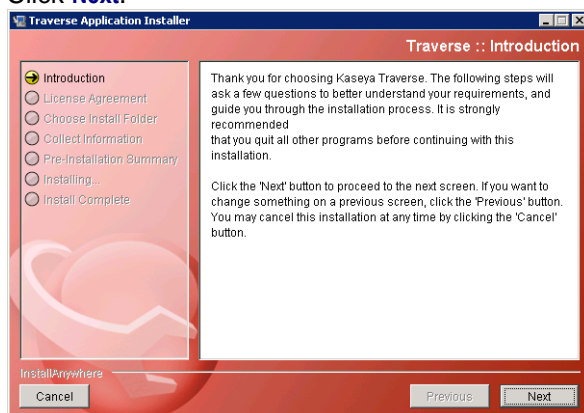 Click Next.
Traverse Application Installer
Traverse :: Introduction
Introduction
License Agreement
Choose Install Folder
Collect Information
Pre-Installation Summary
Installing...
Install Complete
Thank you for choosing Kaseya Traverse. The following steps will
ask a few questions to better understand your requirements, and
guide you through the installation process. It is strongly
recommended
that you quit all other programs before continuing with this
installation.
Click the 'Next' button to proceed to the next screen. If you want to
change something on a previous screen, click the 'Previous' button.
You may cancel this installation at any time by clicking the 'Cancel'
button.
InstallAnywhere
Cancel
Previous
Next